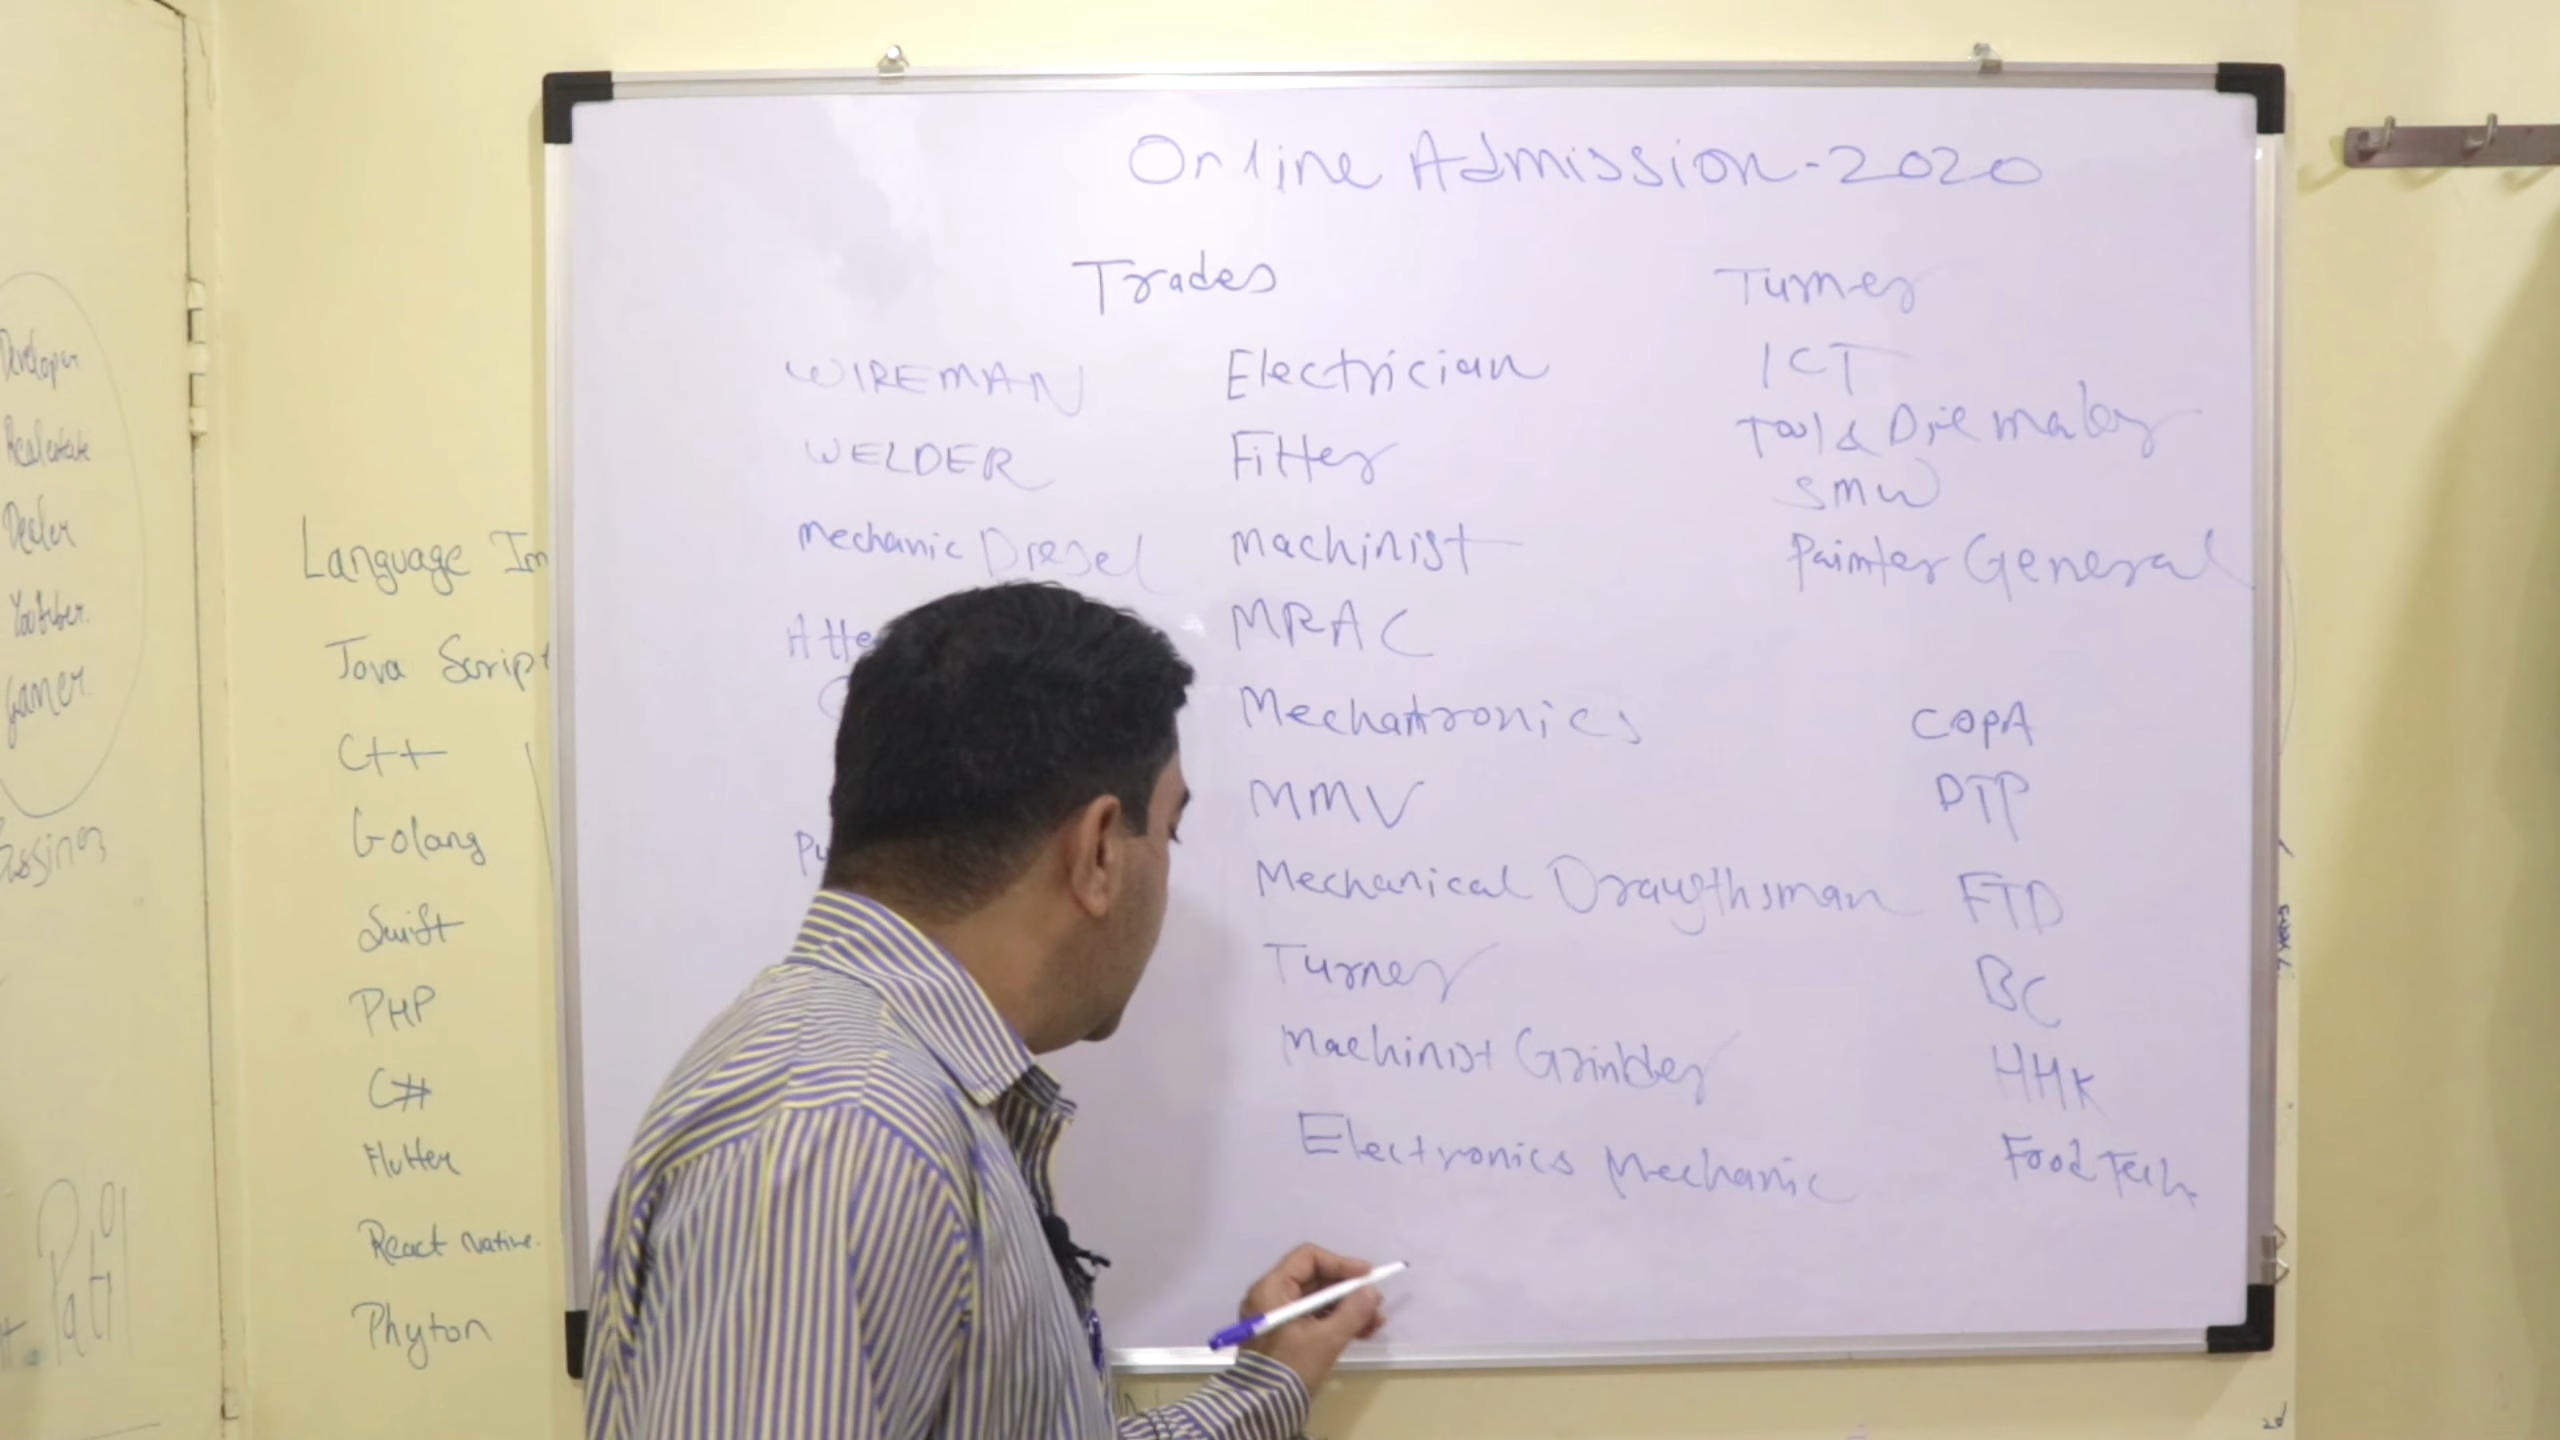 Online Admission-2020
Trades
WIREMAN
WELDER
Mechanic Diesel
Electrician
Fitter
Machinist
MRAC
Mechatronics
MMV
Mechanical Draugthsman
Turner
Machinist Grinder
Electronics Mechanic
Turner
ICT
Tool & Die maker
SMW
Painter General
COPA
DTP
FTD
BC
HHK
Food Tech
Developer
Realestate
Dealer
Youtuber.
Gamer.
Patil
Language Im
Java Script
C++
Golang
Swift
PHP
C#
Flutter
React Native.
Phyton